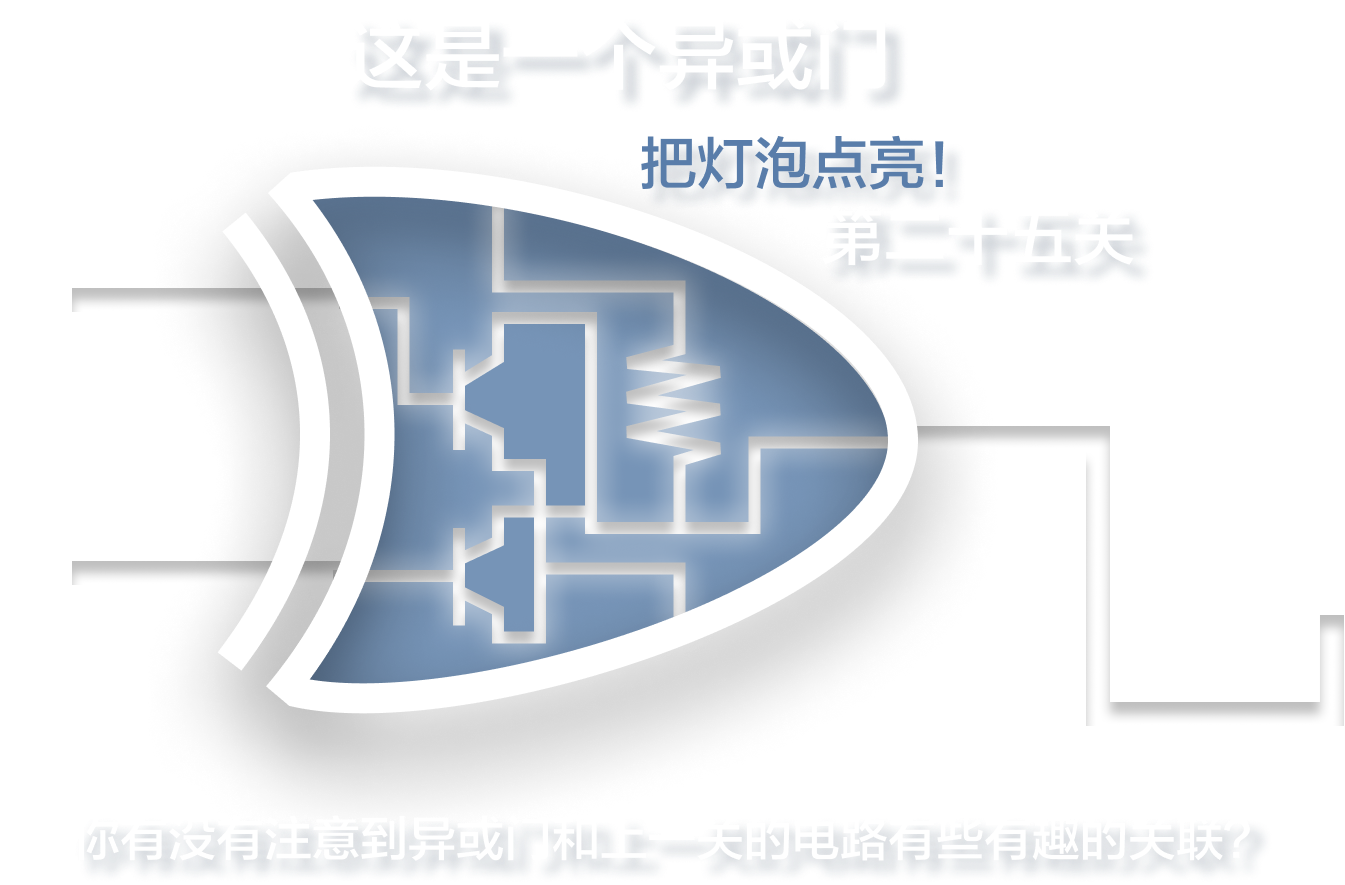 这是一个异或门
把灯泡点亮！
第二十五关
你有没有注意到异或门和上一关的电路有些有趣的关联？